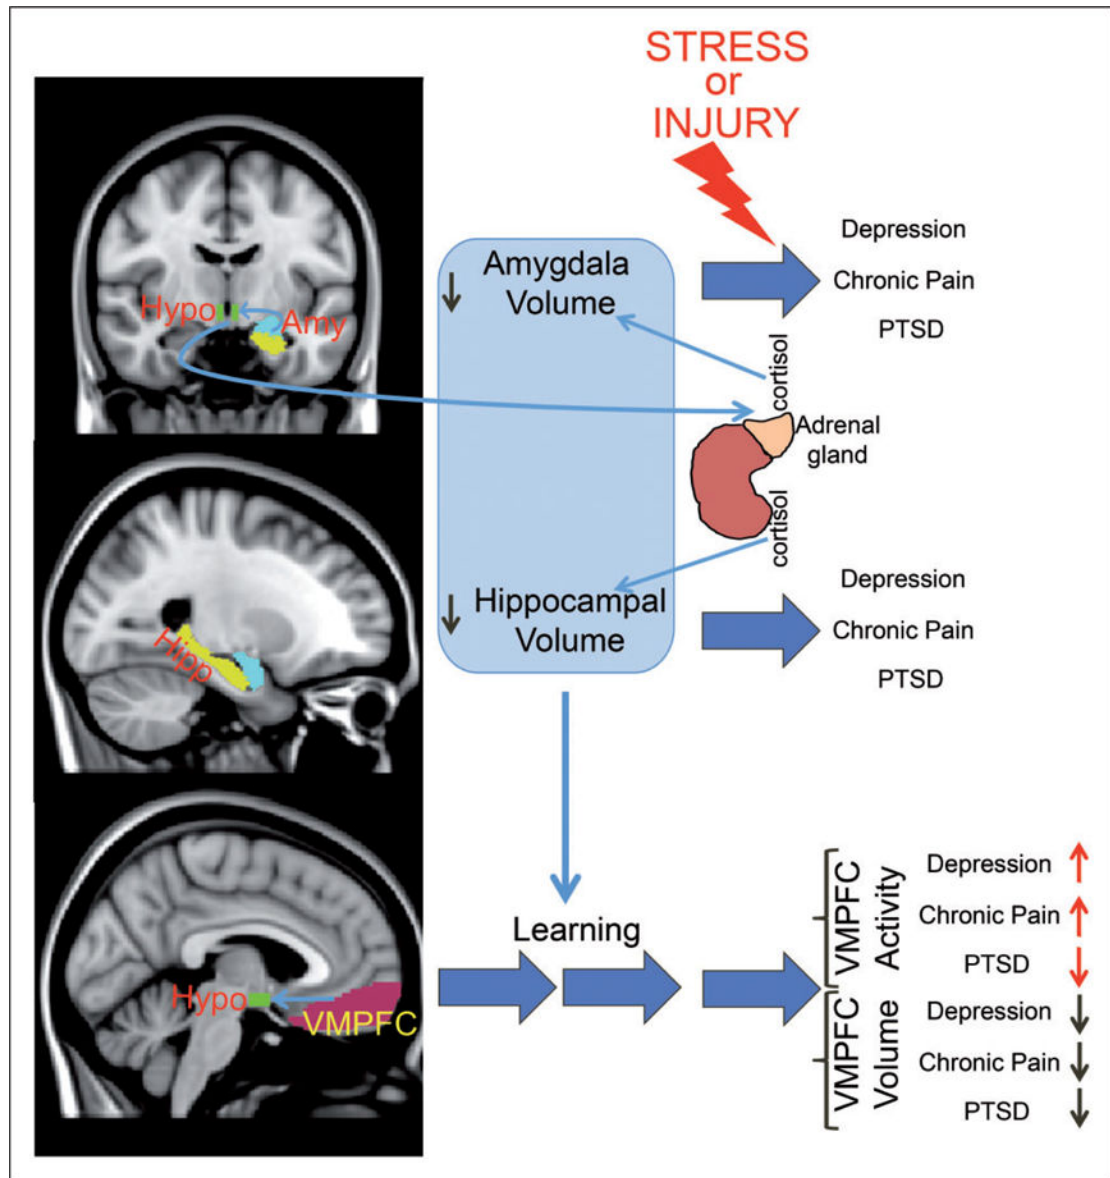 STRESS
or
INJURY
Hypo
Amy
Amygdala
Volume
Depression
Chronic Pain
PTSD
cortisol
Adrenal
gland
cortisol
Hipp
Hippocampal
Volume
Depression
Chronic Pain
PTSD
Hypo
VMPFC
Learning
VMPFC
Activity
Depression
Chronic Pain
PTSD
VMPFC
Volume
Depression
Chronic Pain
PTSD